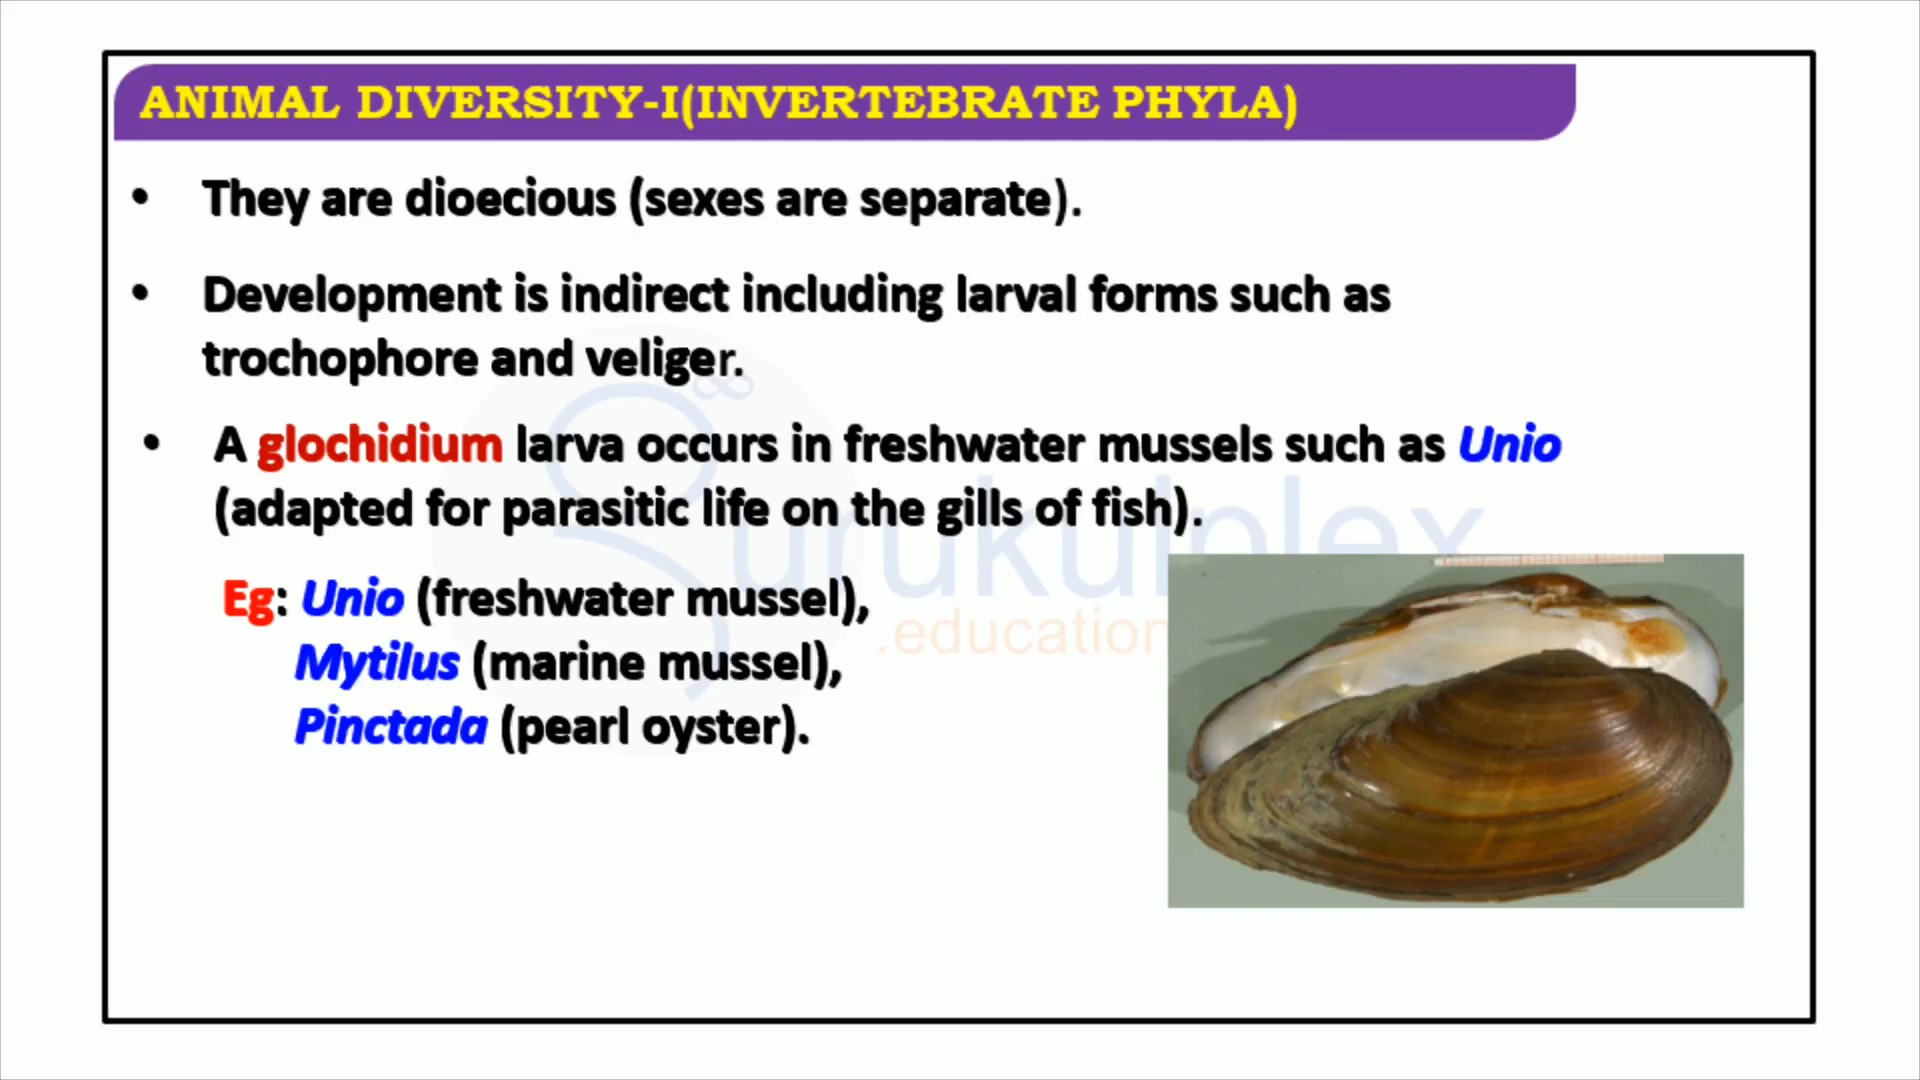 ANIMAL DIVERSITY-I(INVERTEBRATE PHYLA)
• They are dioecious (sexes are separate).
• Development is indirect including larval forms such as
trochophore and veliger.
• A glochidium larva occurs in freshwater mussels such as Unio
(adapted for parasitic life on the gills of fish).
urukulplex
.education
Eg: Unio (freshwater mussel),
Mytilus (marine mussel),
Pinctada (pearl oyster).